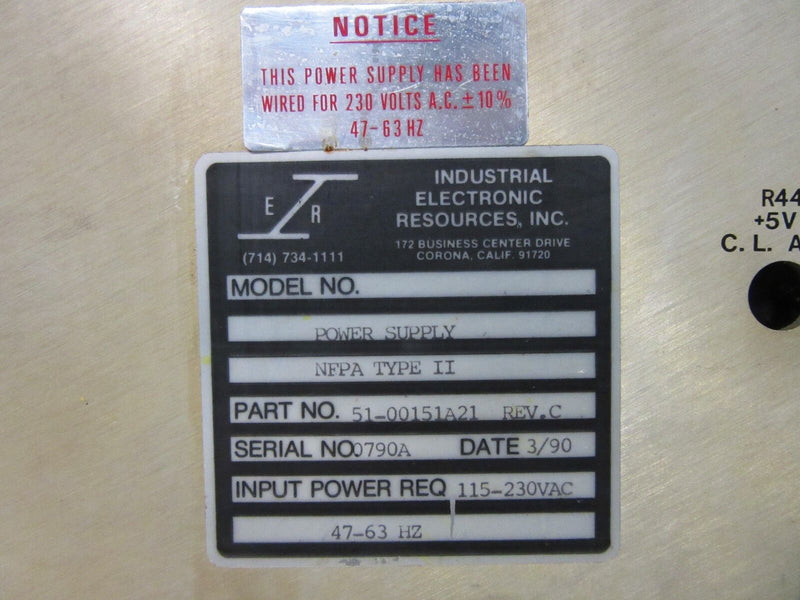 NOTICE
THIS POWER SUPPLY HAS BEEN
WIRED FOR 230 VOLTS A.C. ±10%
47-63 HZ
E R
INDUSTRIAL
ELECTRONIC
RESOURCES, INC.
172 BUSINESS CENTER DRIVE
CORONA, CALIF. 91720
(714) 734-1111
MODEL NO.
POWER SUPPLY
NFPA TYPE II
PART NO. 51-00151A21 REV.C
SERIAL NO. 0790A DATE 3/90
INPUT POWER REQ 115-230VAC
47-63 HZ
R44
+5V
C. L. A